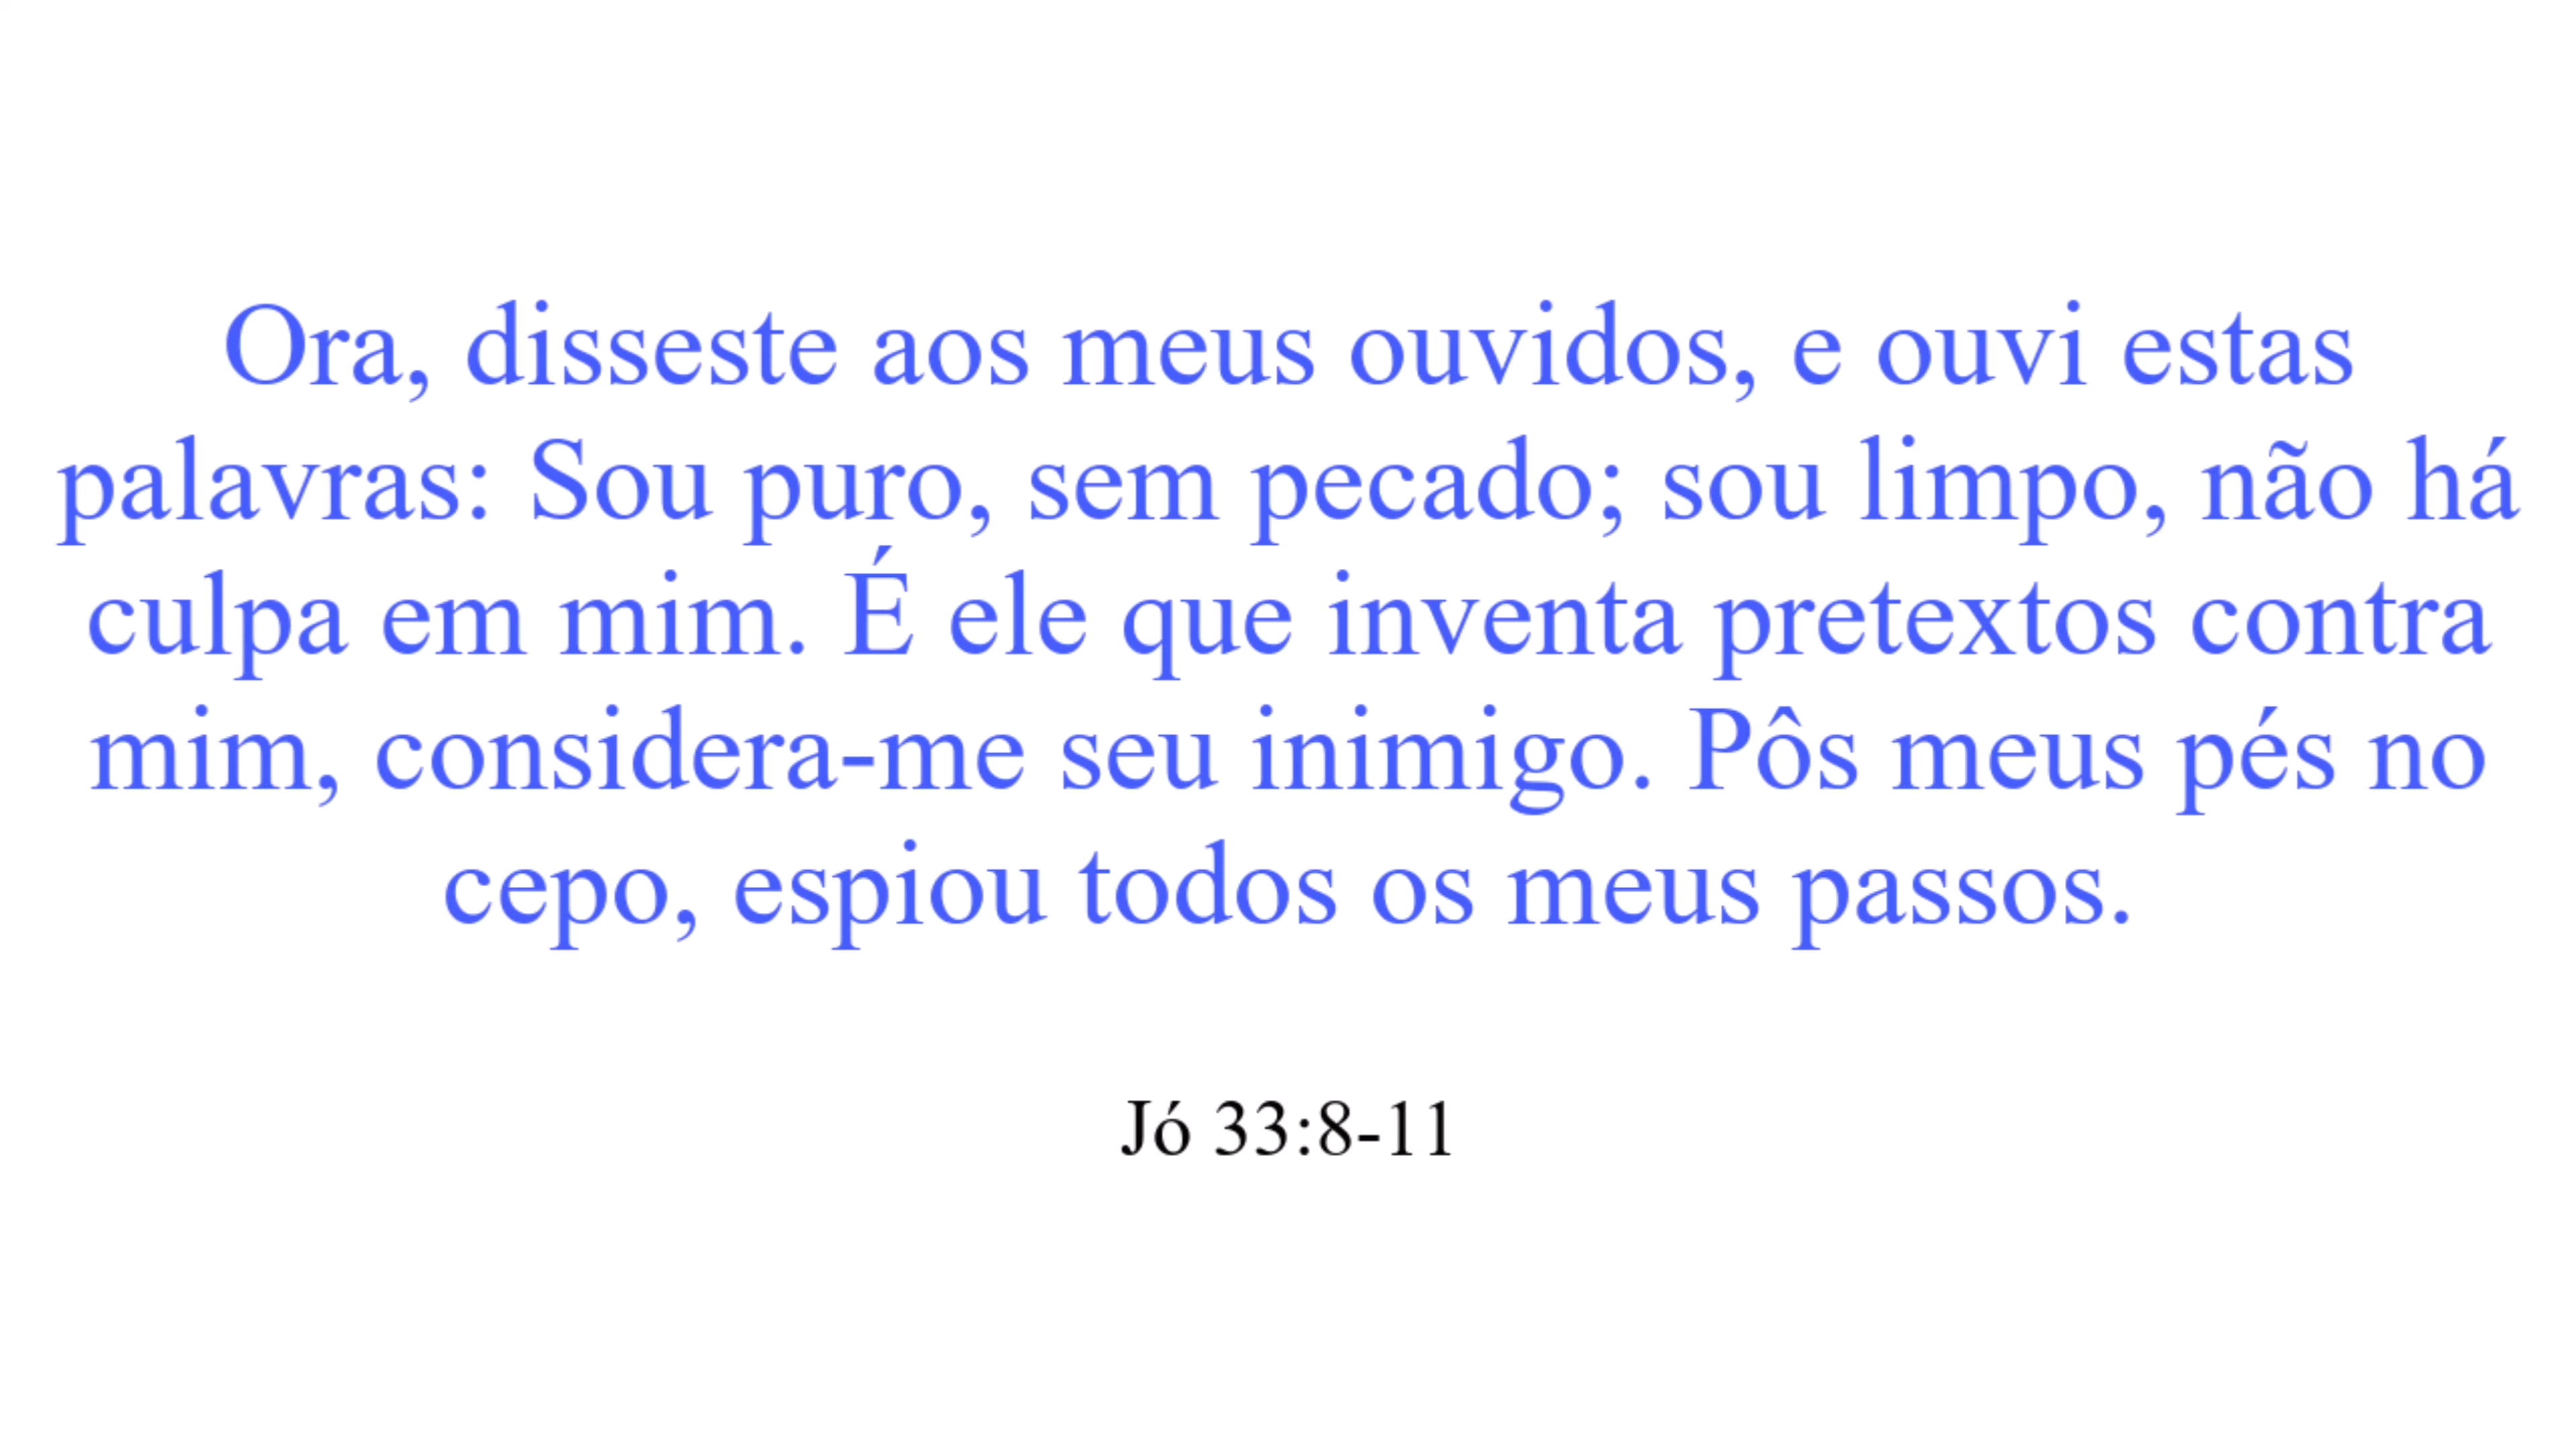 Ora, disseste aos meus ouvidos, e ouvi estas
palavras: Sou puro, sem pecado; sou limpo, não há
culpa em mim. É ele que inventa pretextos contra
mim, considera-me seu inimigo. Pôs meus pés no
cepo, espiou todos os meus passos.
Jó 33:8-11